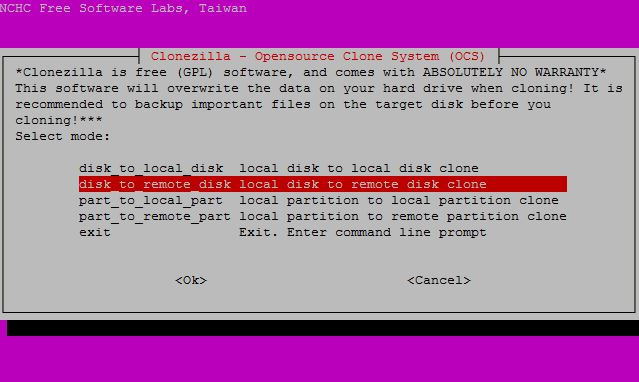 NCHC Free Software Labs, Taiwan
Clonezilla - Opensource Clone System (OCS)
*Clonezilla is free (GPL) software, and comes with ABSOLUTELY NO WARRANTY*
This software will overwrite the data on your hard drive when cloning! It is
recommended to backup important files on the target disk before you
cloning!***
Select mode:
disk_to_local_disk local disk to local disk clone
disk_to_remote_disk local disk to remote disk clone
part_to_local_part local partition to local partition clone
part_to_remote_part local partition to remote partition clone
exit Exit. Enter command line prompt
<Ok> <Cancel>